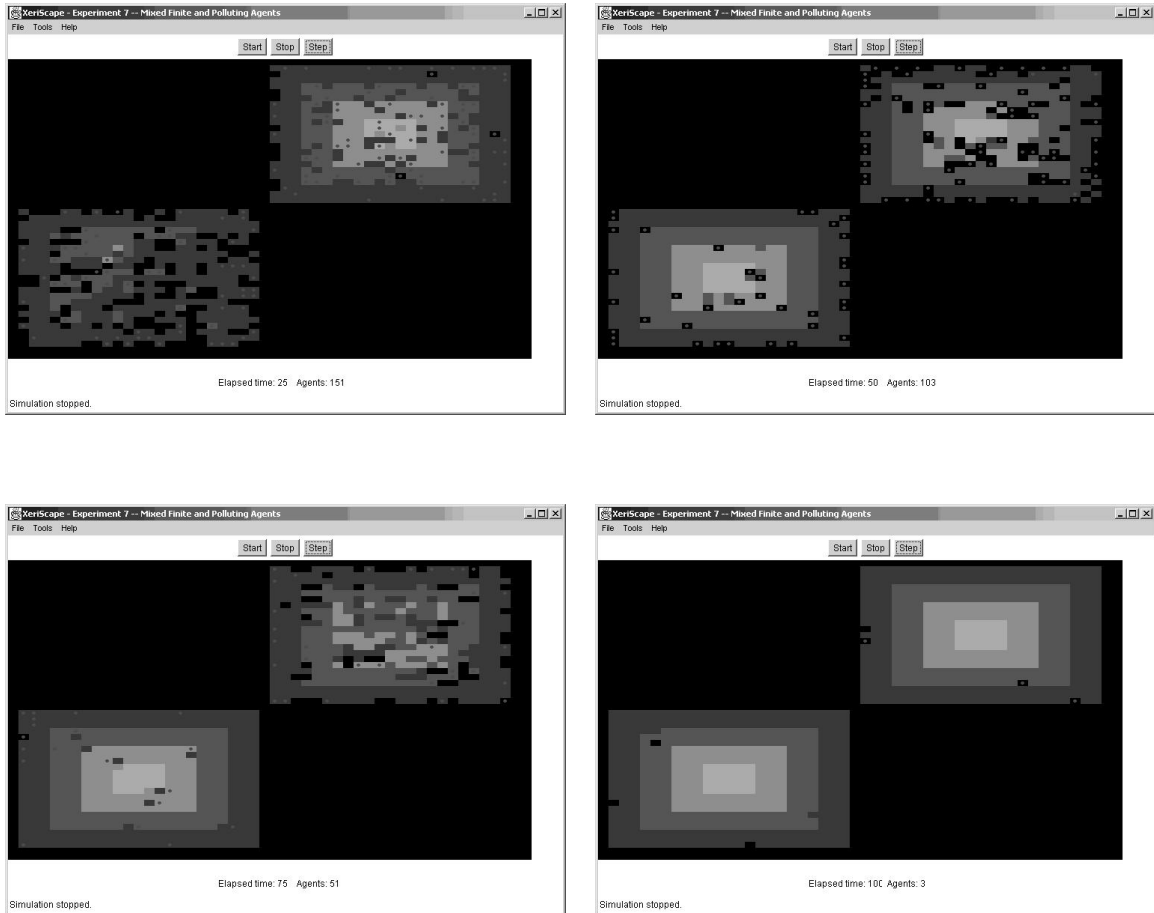 XeriScape - Experiment 7 -- Mixed Finite and Polluting Agents
File Tools Help
Start Stop Step
Elapsed time: 25 Agents: 151
Simulation stopped.
XeriScape - Experiment 7 -- Mixed Finite and Polluting Agents
File Tools Help
Start Stop Step
Elapsed time: 50 Agents: 103
Simulation stopped.
XeriScape - Experiment 7 -- Mixed Finite and Polluting Agents
File Tools Help
Start Stop Step
Elapsed time: 75 Agents: 51
Simulation stopped.
XeriScape - Experiment 7 -- Mixed Finite and Polluting Agents
File Tools Help
Start Stop Step
Elapsed time: 100 Agents: 3
Simulation stopped.